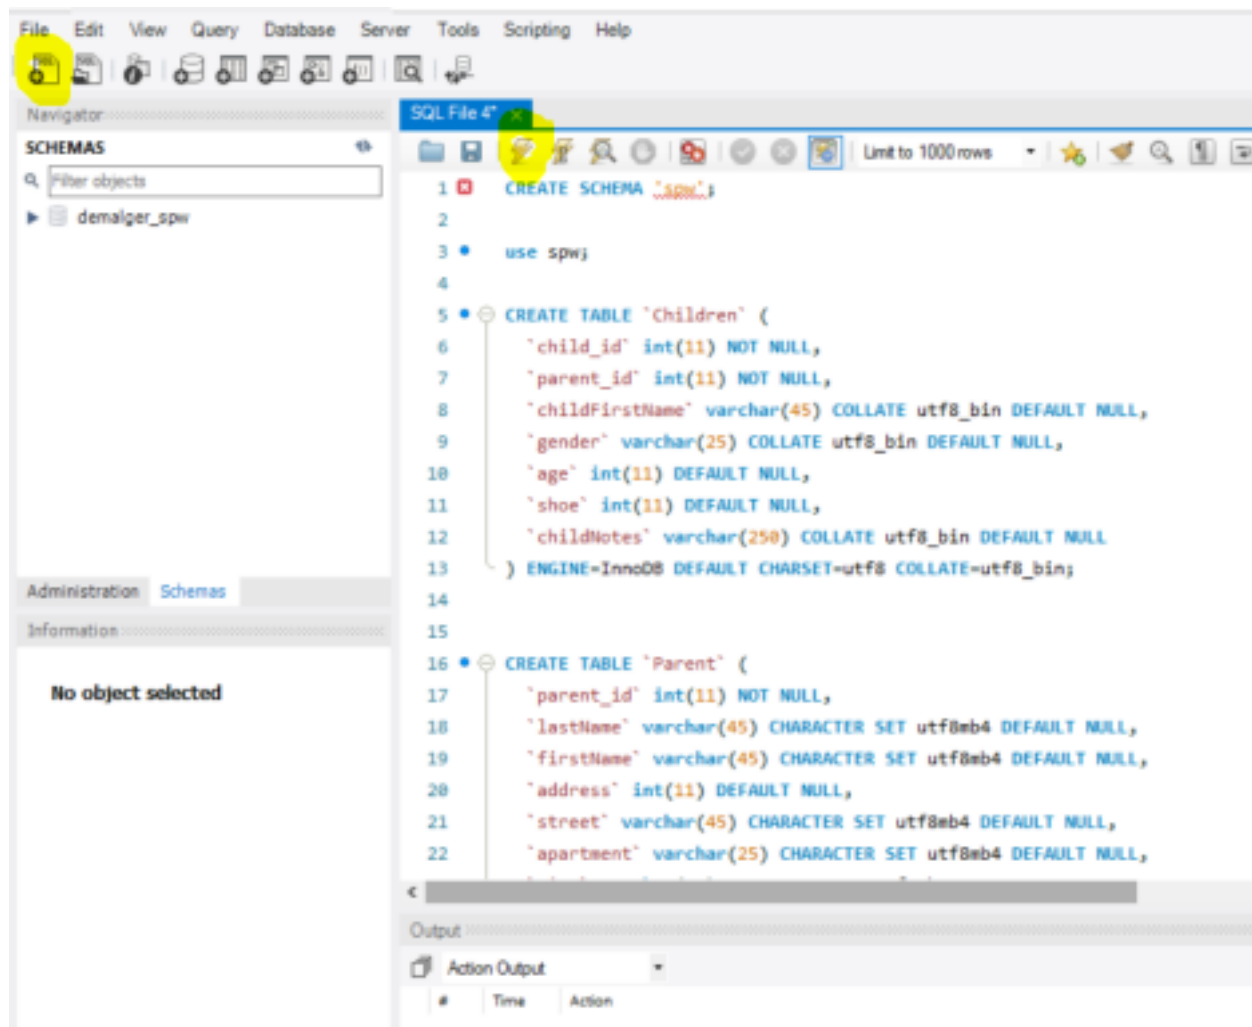 File Edit View Query Database Server Tools Scripting Help
Navigator
SCHEMAS
Filter objects
demalger_spw
Administration Schemas
Information
No object selected
SQL File 4*
Limit to 1000 rows
1 CREATE SCHEMA `spw`;
2
3 use spw;
4
5 CREATE TABLE `Children` (
6 `child_id` int(11) NOT NULL,
7 `parent_id` int(11) NOT NULL,
8 `childFirstName` varchar(45) COLLATE utf8_bin DEFAULT NULL,
9 `gender` varchar(25) COLLATE utf8_bin DEFAULT NULL,
10 `age` int(11) DEFAULT NULL,
11 `shoe` int(11) DEFAULT NULL,
12 `childNotes` varchar(250) COLLATE utf8_bin DEFAULT NULL
13 ) ENGINE=InnoDB DEFAULT CHARSET=utf8 COLLATE=utf8_bin;
14
15
16 CREATE TABLE `Parent` (
17 `parent_id` int(11) NOT NULL,
18 `lastName` varchar(45) CHARACTER SET utf8mb4 DEFAULT NULL,
19 `firstName` varchar(45) CHARACTER SET utf8mb4 DEFAULT NULL,
20 `address` int(11) DEFAULT NULL,
21 `street` varchar(45) CHARACTER SET utf8mb4 DEFAULT NULL,
22 `apartment` varchar(25) CHARACTER SET utf8mb4 DEFAULT NULL,
Output
Action Output
# Time Action